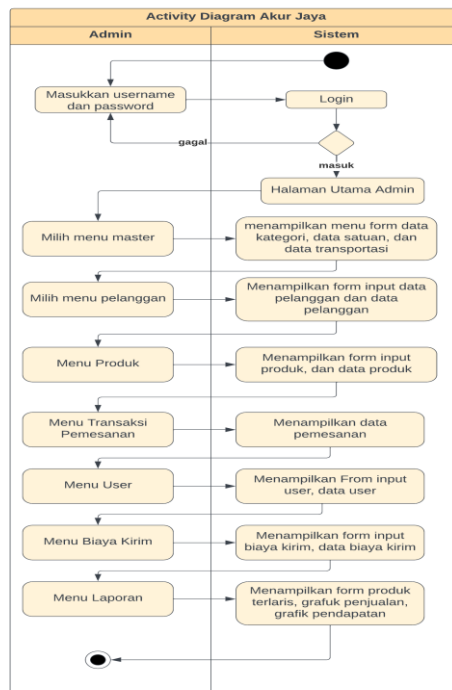 Activity Diagram Akur Jaya
Admin
Sistem
Masukkan username
dan password
Login
gagal
masuk
Halaman Utama Admin
Milih menu master
menampilkan menu form data
kategori, data satuan, dan
data transportasi
Milih menu pelanggan
Menampilkan form input data
pelanggan dan data
pelanggan
Menu Produk
Menampilkan form input
produk, dan data produk
Menu Transaksi
Pemesanan
Menampilkan data
pemesanan
Menu User
Menampilkan From input
user, data user
Menu Biaya Kirim
Menampilkan form input
biaya kirim, data biaya kirim
Menu Laporan
Menampilkan form produk
terlaris, grafuk penjualan,
grafik pendapatan